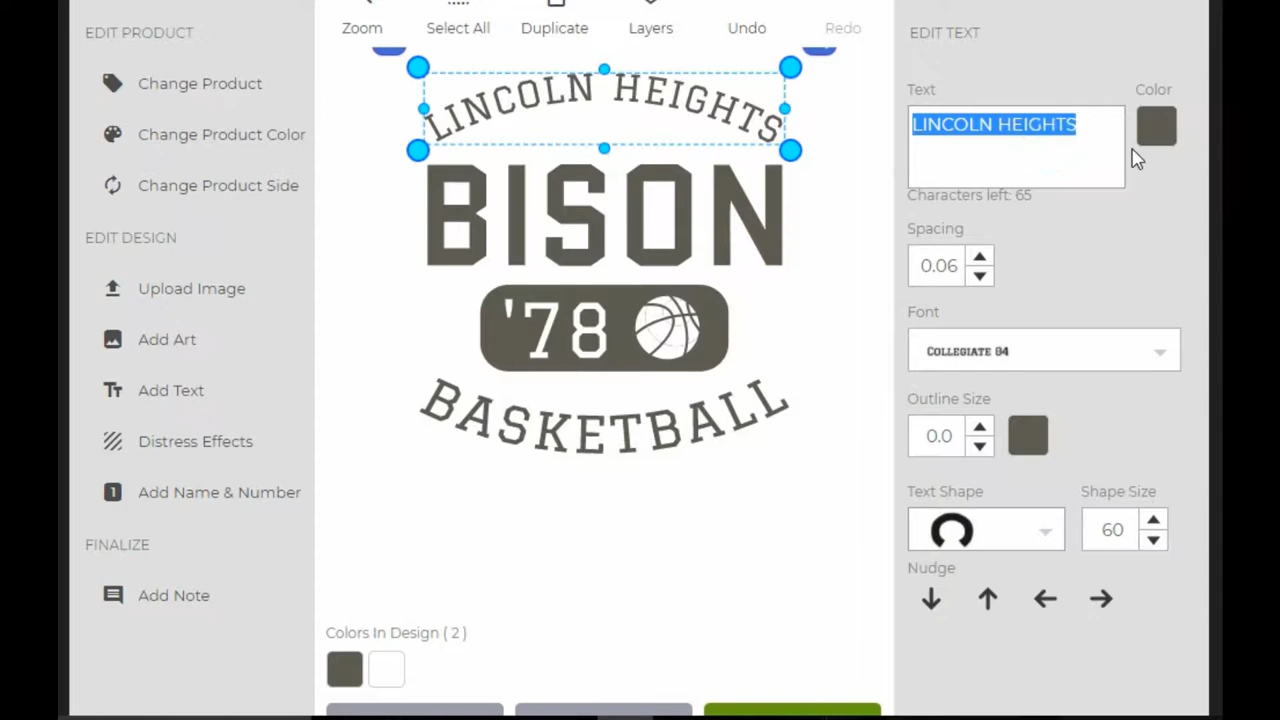 EDIT PRODUCT
Change Product
Change Product Color
Change Product Side
EDIT DESIGN
Upload Image
Add Art
Add Text
Distress Effects
Add Name & Number
FINALIZE
Add Note
Zoom
Select All
Duplicate
Layers
Undo
Redo
LINCOLN HEIGHTS
BISON
'78
BASKETBALL
Colors In Design ( 2 )
EDIT TEXT
Text
Color
LINCOLN HEIGHTS
Characters left: 65
Spacing
0.06
Font
COLLEGIATE 94
Outline Size
0.0
Text Shape
Shape Size
60
Nudge